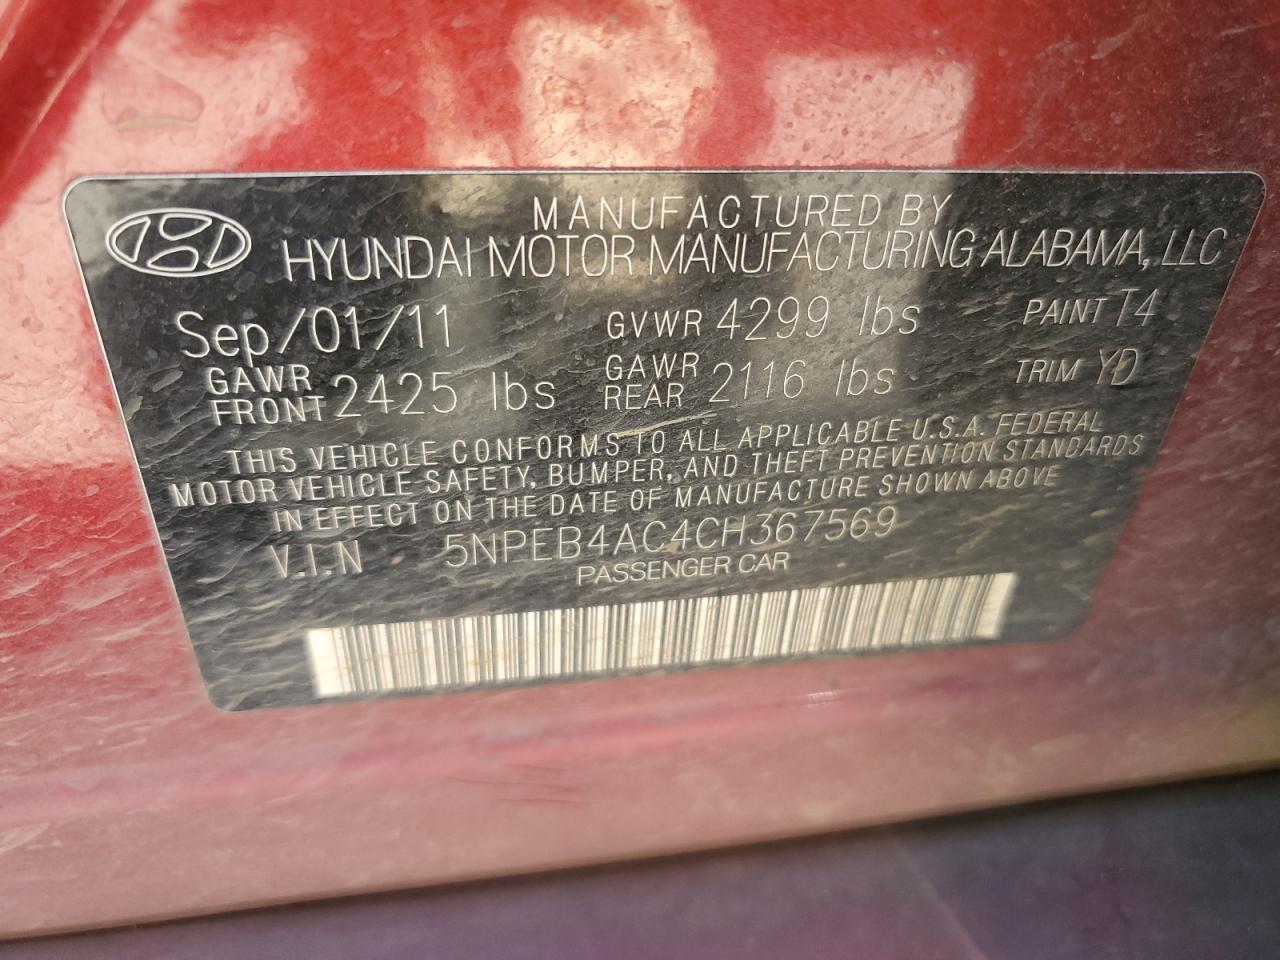 MANUFACTURED BY
HYUNDAI MOTOR MANUFACTURING ALABAMA, LLC
Sep/01/11 GVWR 4299 lbs PAINT T4
GAWR FRONT 2425 lbs GAWR REAR 2116 lbs TRIM YD
THIS VEHICLE CONFORMS TO ALL APPLICABLE U.S.A. FEDERAL
MOTOR VEHICLE SAFETY, BUMPER, AND THEFT PREVENTION STANDARDS
IN EFFECT ON THE DATE OF MANUFACTURE SHOWN ABOVE
V.I.N 5NPEB4AC4CH367569
PASSENGER CAR